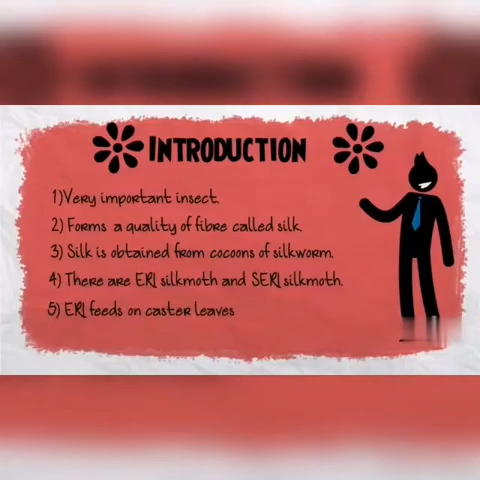 INTRODUCTION
1)Very important insect.
2) Forms a quality of fibre called silk.
3) Silk is obtained from cocoons of silkworm.
4) There are ERI silkmoth and SERI silkmoth.
5) ERI feeds on caster leaves